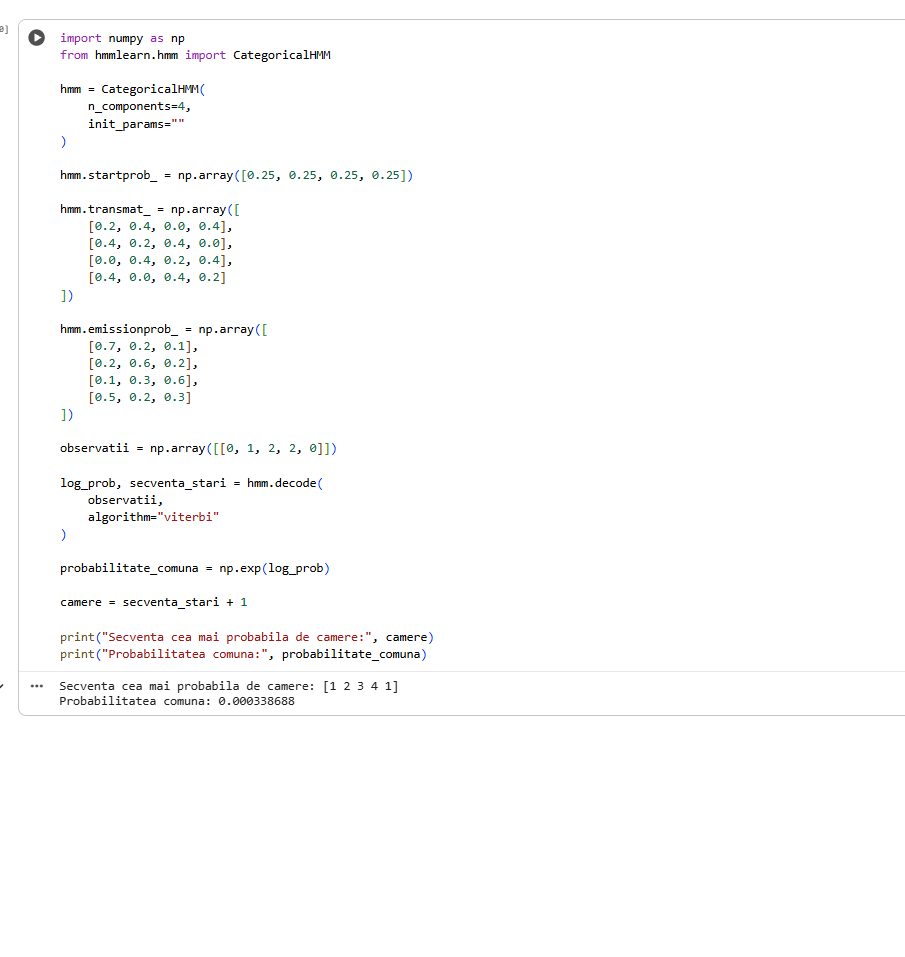 0]
import numpy as np
from hmmlearn.hmm import CategoricalHMM
hmm = CategoricalHMM(
    n_components=4,
    init_params=""
)
hmm.startprob_ = np.array([0.25, 0.25, 0.25, 0.25])
hmm.transmat_ = np.array([
    [0.2, 0.4, 0.0, 0.4],
    [0.4, 0.2, 0.4, 0.0],
    [0.0, 0.4, 0.2, 0.4],
    [0.4, 0.0, 0.4, 0.2]
])
hmm.emissionprob_ = np.array([
    [0.7, 0.2, 0.1],
    [0.2, 0.6, 0.2],
    [0.1, 0.3, 0.6],
    [0.5, 0.2, 0.3]
])
observatii = np.array([[0, 1, 2, 2, 0]])
log_prob, secventa_stari = hmm.decode(
    observatii,
    algorithm="viterbi"
)
probabilitate_comuna = np.exp(log_prob)
camere = secventa_stari + 1
print("Secventa cea mai probabila de camere:", camere)
print("Probabilitatea comuna:", probabilitate_comuna)
Secventa cea mai probabila de camere: [1 2 3 4 1]
Probabilitatea comuna: 0.000338688